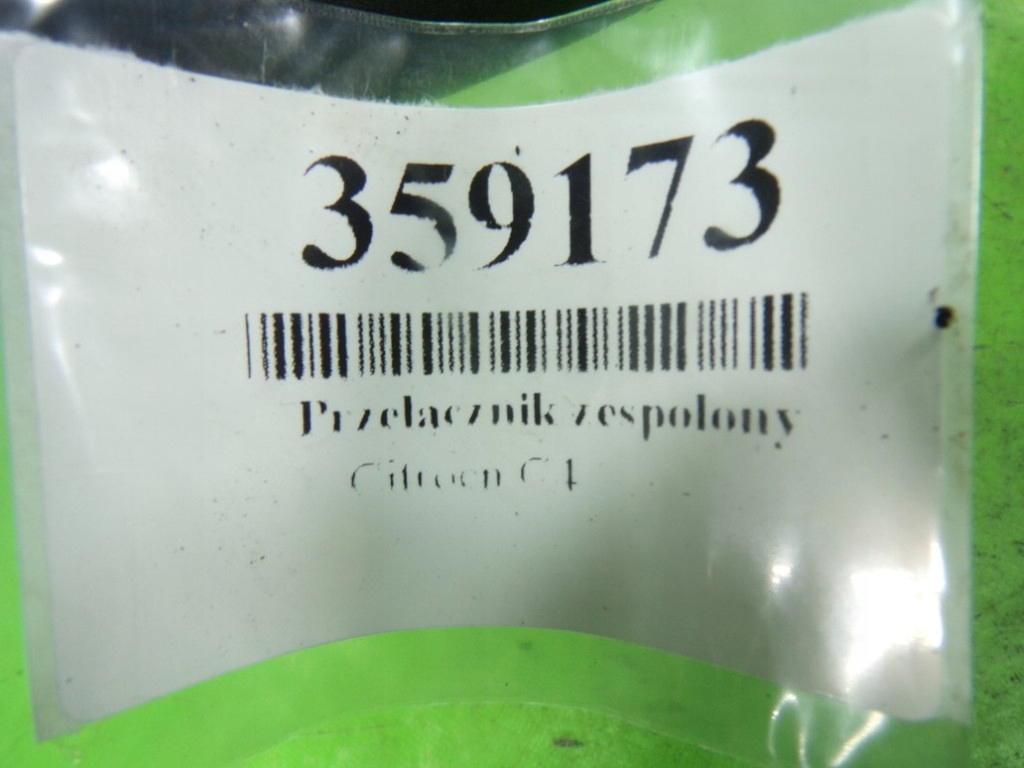 359173
Przelacznik zespolony
Citroen C4